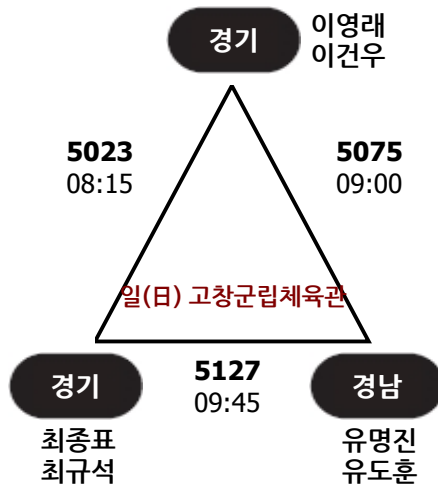 경기
이영래
이건우
5023
08:15
5075
09:00
일(日) 고창군립체육관
경기
5127
09:45
경남
최종표
최규석
유명진
유도훈